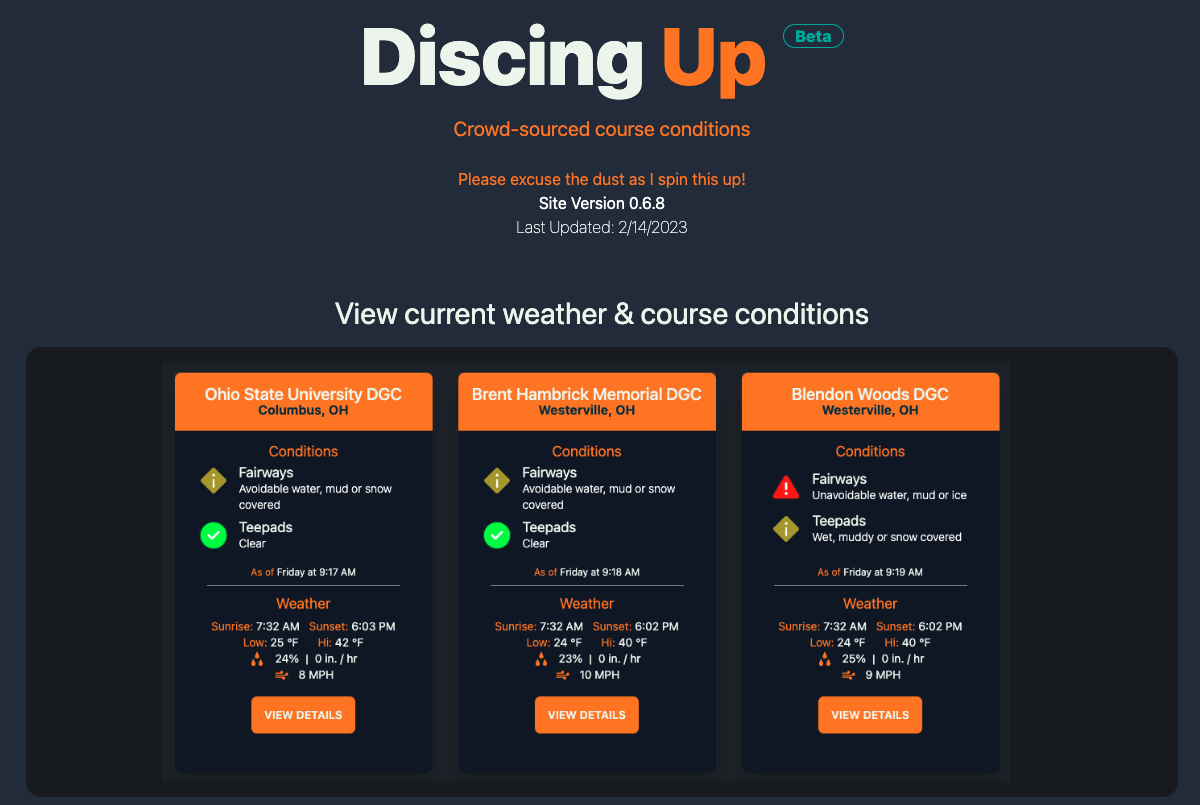 Discing Up Beta
Crowd-sourced course conditions
Please excuse the dust as I spin this up!
Site Version 0.6.8
Last Updated: 2/14/2023
View current weather & course conditions
Ohio State University DGC
Columbus, OH
Conditions
Fairways
Avoidable water, mud or snow
covered
Teepads
Clear
As of Friday at 9:17 AM
Weather
Sunrise: 7:32 AM Sunset: 6:03 PM
Low: 25 °F Hi: 42 °F
24% | 0 in. / hr
8 MPH
VIEW DETAILS
Brent Hambrick Memorial DGC
Westerville, OH
Conditions
Fairways
Avoidable water, mud or snow
covered
Teepads
Clear
As of Friday at 9:18 AM
Weather
Sunrise: 7:32 AM Sunset: 6:02 PM
Low: 24 °F Hi: 40 °F
23% | 0 in. / hr
10 MPH
VIEW DETAILS
Blendon Woods DGC
Westerville, OH
Conditions
Fairways
Unavoidable water, mud or ice
Teepads
Wet, muddy or snow covered
As of Friday at 9:19 AM
Weather
Sunrise: 7:32 AM Sunset: 6:02 PM
Low: 24 °F Hi: 40 °F
25% | 0 in. / hr
9 MPH
VIEW DETAILS